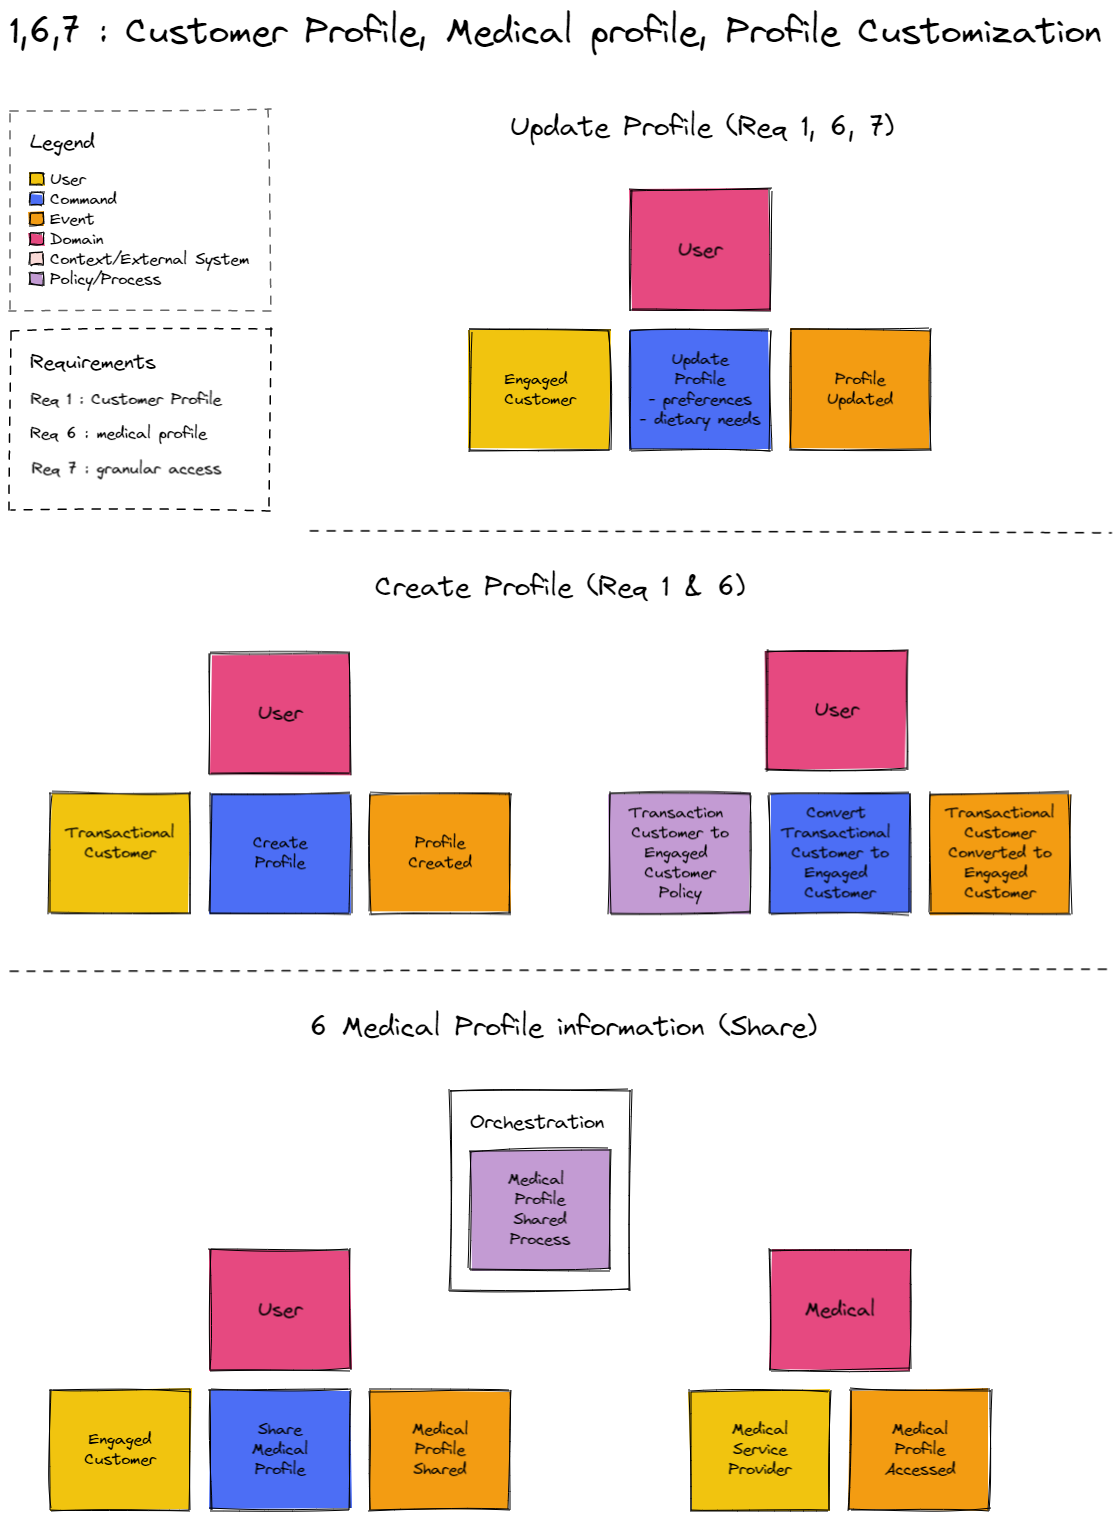 1,6,7 : Customer Profile, Medical profile, Profile Customization
Legend
User
Command
Event
Domain
Context/External System
Policy/Process
Requirements
Req 1 : Customer Profile
Req 6 : medical profile
Req 7 : granular access
Update Profile (Req 1, 6, 7)
User
Engaged
Customer
Update
Profile
- preferences
- dietary needs
Profile
Updated
Create Profile (Req 1 & 6)
User
Transactional
Customer
Create
Profile
Profile
Created
User
Transaction
Customer to
Engaged
Customer
Policy
Convert
Transactional
Customer to
Engaged
Customer
Transactional
Customer
Converted to
Engaged
Customer
6 Medical Profile information (Share)
Orchestration
Medical
Profile
Shared
Process
User
Engaged
Customer
Share
Medical
Profile
Medical
Profile
Shared
Medical
Medical
Service
Provider
Medical
Profile
Accessed